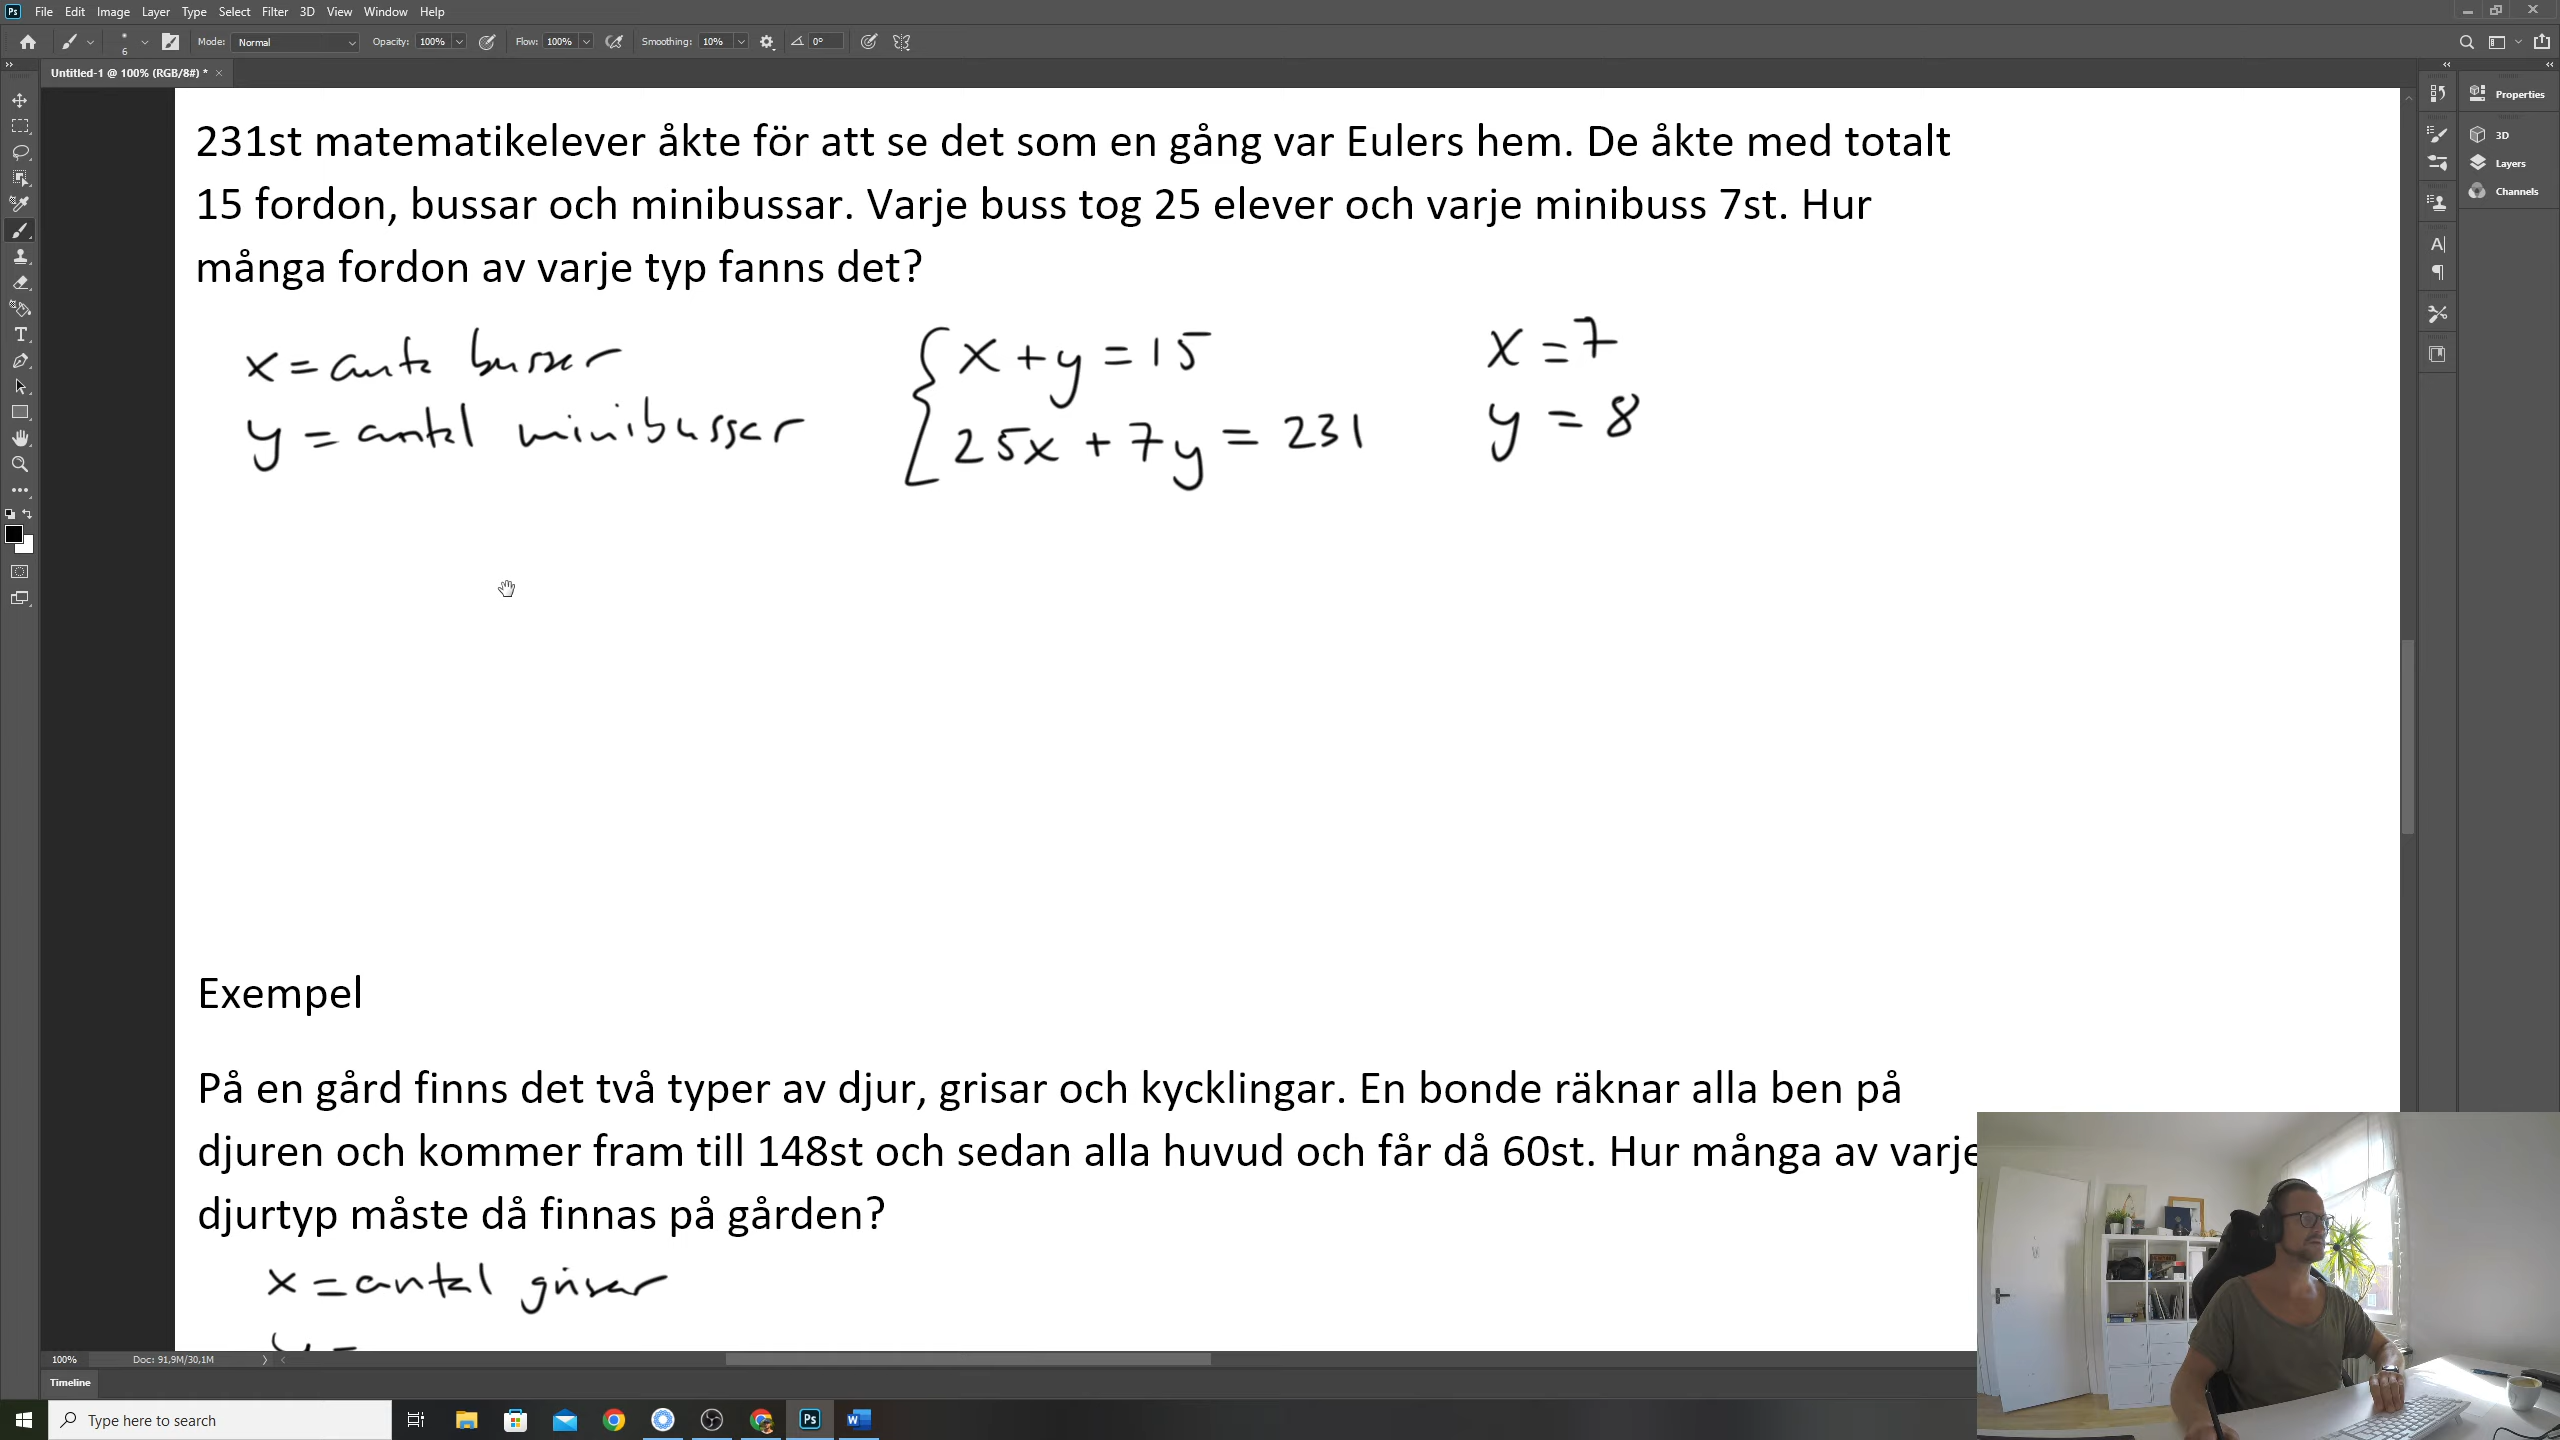 File Edit Image Layer Type Select Filter 3D View Window Help
6 Mode: Normal Opacity: 100% Flow: 100% Smoothing: 10% 0°
Untitled-1 @ 100% (RGB/8#) *
231st matematikelever åkte för att se det som en gång var Eulers hem. De åkte med totalt
15 fordon, bussar och minibussar. Varje buss tog 25 elever och varje minibuss 7st. Hur
många fordon av varje typ fanns det?
x = bussar
y = antal minibussar
x + y = 15
25x + 7y = 231
x = 7
y = 8
Exempel
På en gård finns det två typer av djur, grisar och kycklingar. En bonde räknar alla ben på
djuren och kommer fram till 148st och sedan alla huvud och får då 60st. Hur många av varje
djurtyp måste då finnas på gården?
x = antal grisar
y =
Properties
3D
Layers
Channels
100% Doc: 91,9M/30,1M
Timeline
Type here to search